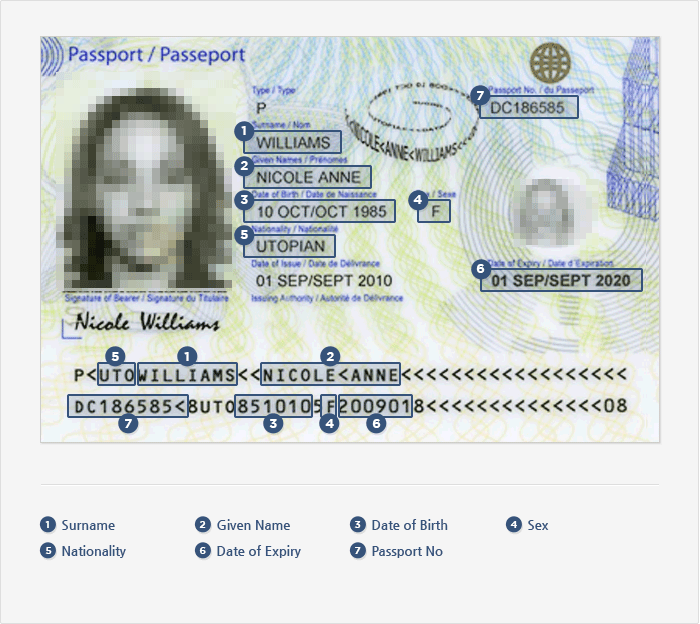 Passport / Passeport
Type / Type
Passport No. / du Passeport
P
7
DC186585
Surname / Nom
1
WILLIAMS
<NICOLE<ANNE<WILLIAMS<
Given Names / Prénomes
2
NICOLE ANNE
Date of Birth / Date de Naissance
/ Sexe
3
10 OCT/OCT 1985
4
F
Nationality / Nationalité
5
UTOPIAN
Date of Issue / Date de Délivrance
Date of Expiry / Date d'Expiration
6
01 SEP/SEPT 2010
01 SEP/SEPT 2020
Signature of Bearer / Signature du Titulaire
Issuing Authority / Autorité de Délivrance
Nicole Williams
5 1 2
P<UTOWILLIAMS<<NICOLE<ANNE<<<<<<<<<<<<<<<<<<
DC186585<8UTO8510105F2009018<<<<<<<<<<<<<<08
7 3 4 6
1 Surname
2 Given Name
3 Date of Birth
4 Sex
5 Nationality
6 Date of Expiry
7 Passport No